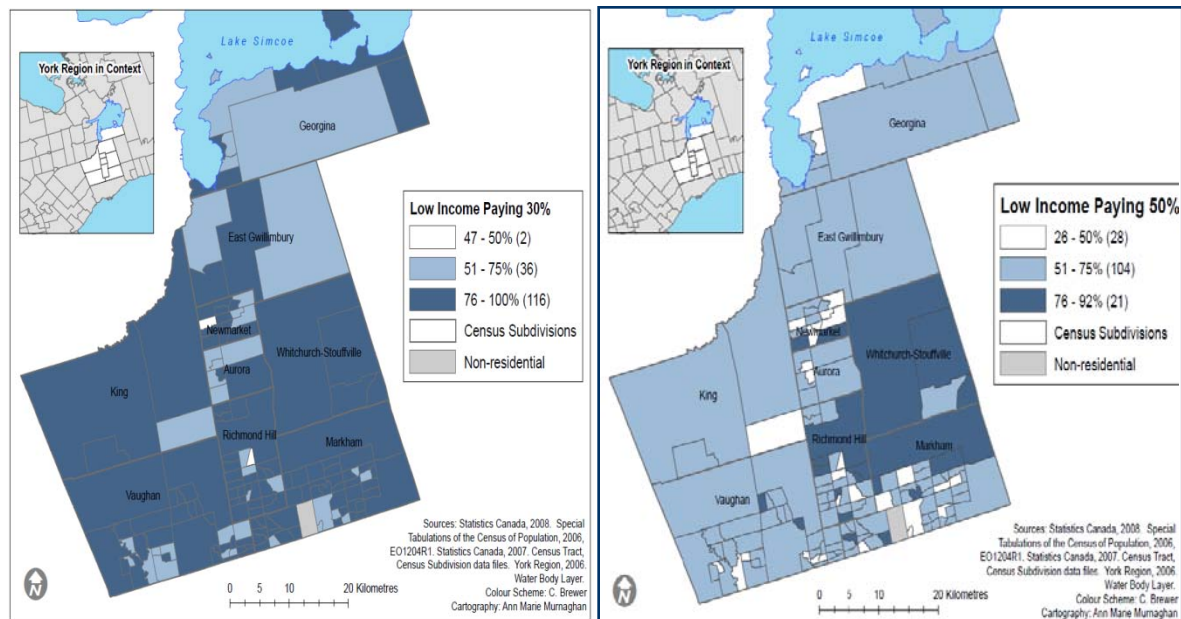 Lake Simcoe
York Region in Context
Georgina
Low Income Paying 30%
47 - 50% (2)
51 - 75% (36)
76 - 100% (116)
Census Subdivisions
Non-residential
East Gwillimbury
Newmarket
Whitchurch-Stouffville
Aurora
King
Richmond Hill
Markham
Vaughan
Sources: Statistics Canada, 2008. Special
Tabulations of the Census of Population, 2006,
EO1204R1. Statistics Canada, 2007. Census Tract,
Census Subdivision data files. York Region, 2006.
Water Body Layer.
Colour Scheme: C. Brewer
Cartography: Ann Marie Murnaghan
N
0 5 10 20 Kilometres
Lake Simcoe
York Region in Context
Georgina
Low Income Paying 50%
26 - 50% (28)
51 - 75% (104)
76 - 92% (21)
Census Subdivisions
Non-residential
East Gwillimbury
Newmarket
Whitchurch-Stouffville
Aurora
King
Richmond Hill
Markham
Vaughan
Sources: Statistics Canada, 2008. Special
Tabulations of the Census of Population, 2006,
EO1204R1. Statistics Canada, 2007. Census Tract,
Census Subdivision data files. York Region, 2006.
Water Body Layer.
Colour Scheme: C. Brewer
Cartography: Ann Marie Murnaghan
N
0 5 10 20 Kilometres